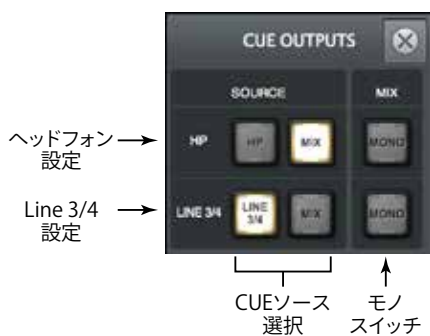 CUE OUTPUTS
SOURCE
MIX
ヘッドフォン
設定
HP
HP
MIX
MONO
Line 3/4
設定
LINE 3/4
LINE
3/4
MIX
MONO
CUEソース
選択
モノ
スイッチ